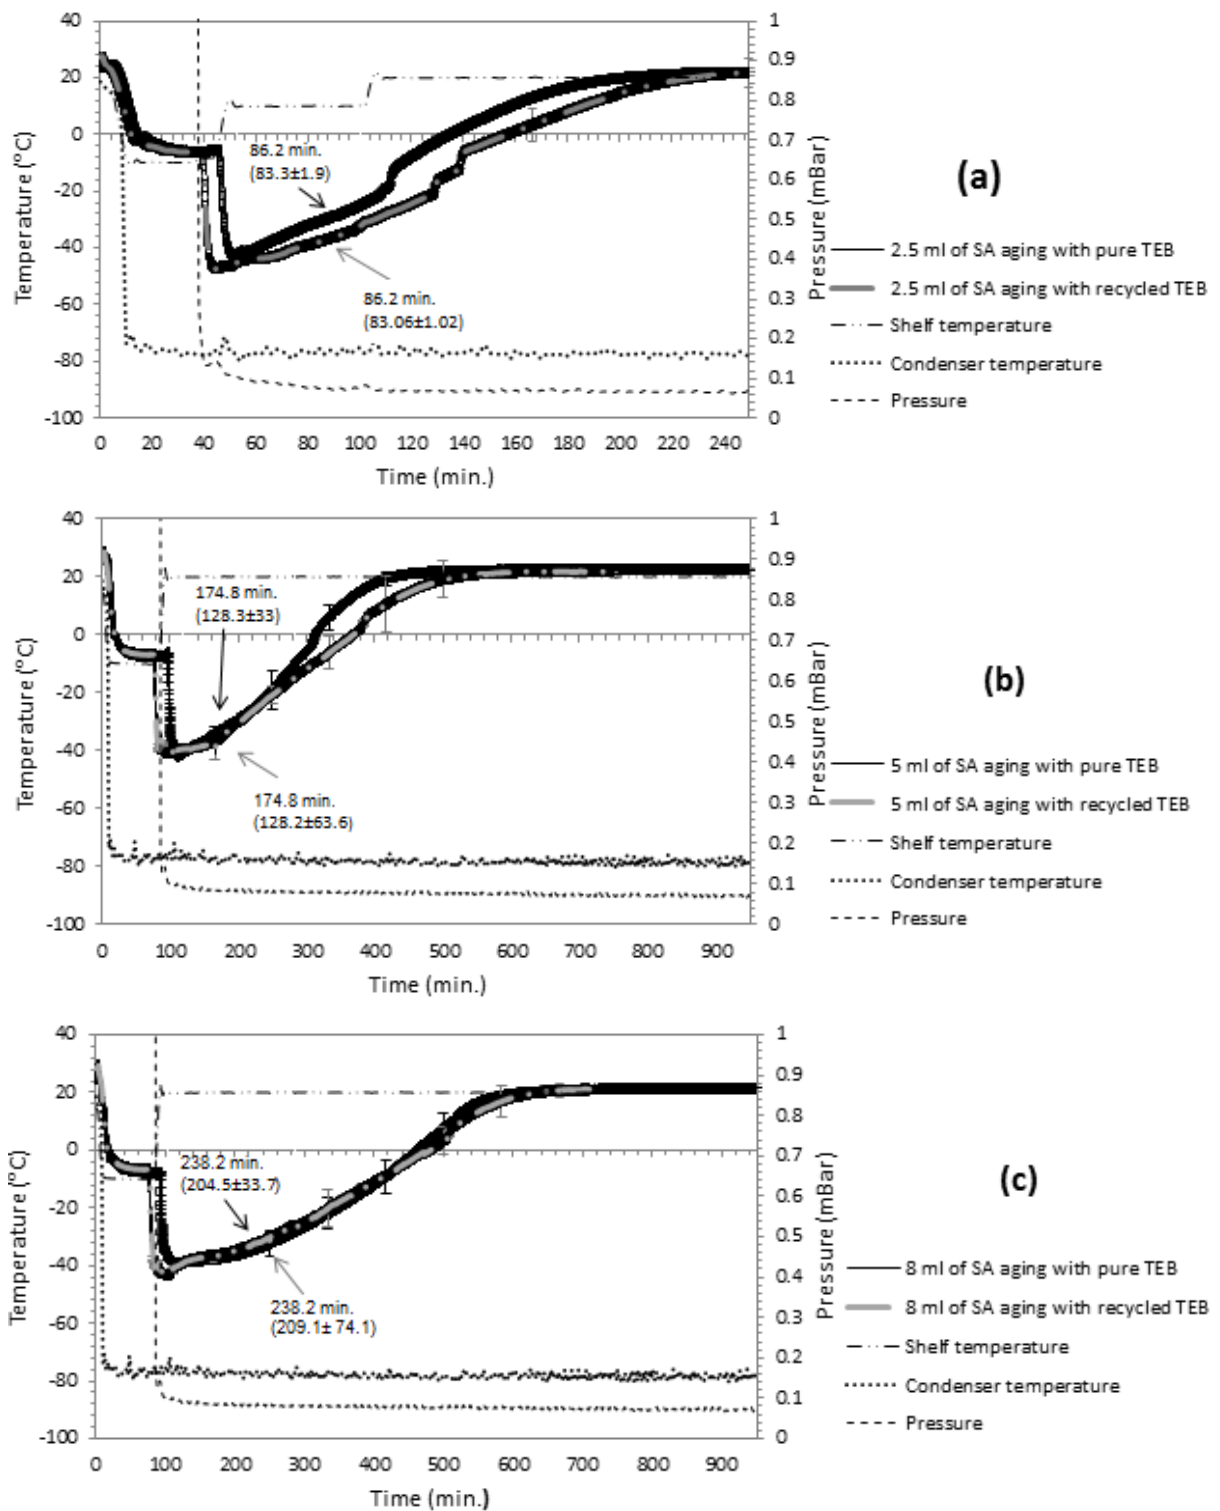 40
20
0
-20
-40
-60
-80
-100
Temperature (°C)
0 20 40 60 80 100 120 140 160 180 200 220 240
Time (min.)
1
0.9
0.8
0.7
0.6
0.5
0.4
0.3
0.2
0.1
0
Pressure (mBar)
86.2 min.
(83.3±1.9)
86.2 min.
(83.06±1.02)
(a)
2.5 ml of SA aging with pure TEB
2.5 ml of SA aging with recycled TEB
Shelf temperature
Condenser temperature
Pressure
40
20
0
-20
-40
-60
-80
-100
Temperature (°C)
0 100 200 300 400 500 600 700 800 900
Time (min.)
1
0.9
0.8
0.7
0.6
0.5
0.4
0.3
0.2
0.1
0
Pressure (mBar)
174.8 min.
(128.3±33)
174.8 min.
(128.2±63.6)
(b)
5 ml of SA aging with pure TEB
5 ml of SA aging with recycled TEB
Shelf temperature
Condenser temperature
Pressure
40
20
0
-20
-40
-60
-80
-100
Temperature (°C)
0 100 200 300 400 500 600 700 800 900
Time (min.)
1
0.9
0.8
0.7
0.6
0.5
0.4
0.3
0.2
0.1
0
Pressure (mBar)
238.2 min.
(204.5±33.7)
238.2 min.
(209.1± 74.1)
(c)
8 ml of SA aging with pure TEB
8 ml of SA aging with recycled TEB
Shelf temperature
Condenser temperature
Pressure